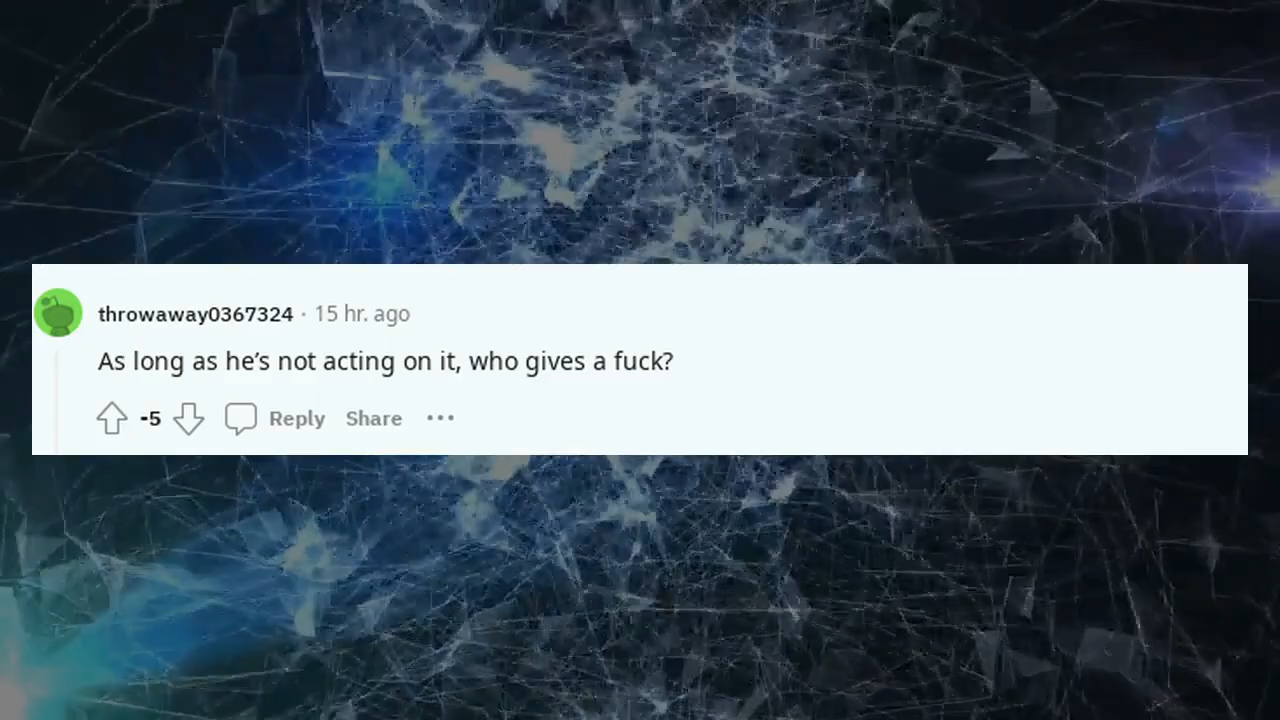 throwaway0367324 · 15 hr. ago
As long as he’s not acting on it, who gives a fuck?
-5 Reply Share ···